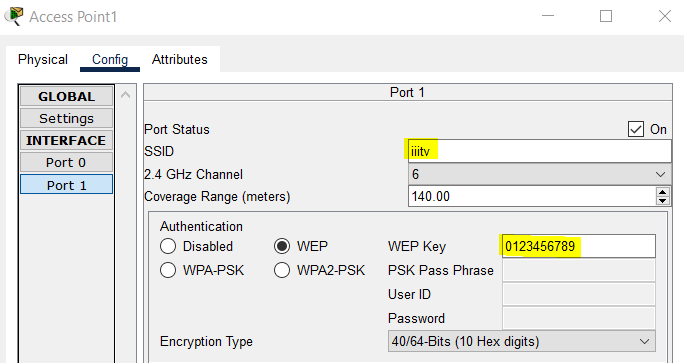 Access Point1
Physical Config Attributes
GLOBAL
Settings
INTERFACE
Port 0
Port 1
Port 1
Port Status On
SSID iiitv
2.4 GHz Channel 6
Coverage Range (meters) 140.00
Authentication
Disabled WEP WEP Key 0123456789
WPA-PSK WPA2-PSK PSK Pass Phrase
User ID
Password
Encryption Type 40/64-Bits (10 Hex digits)